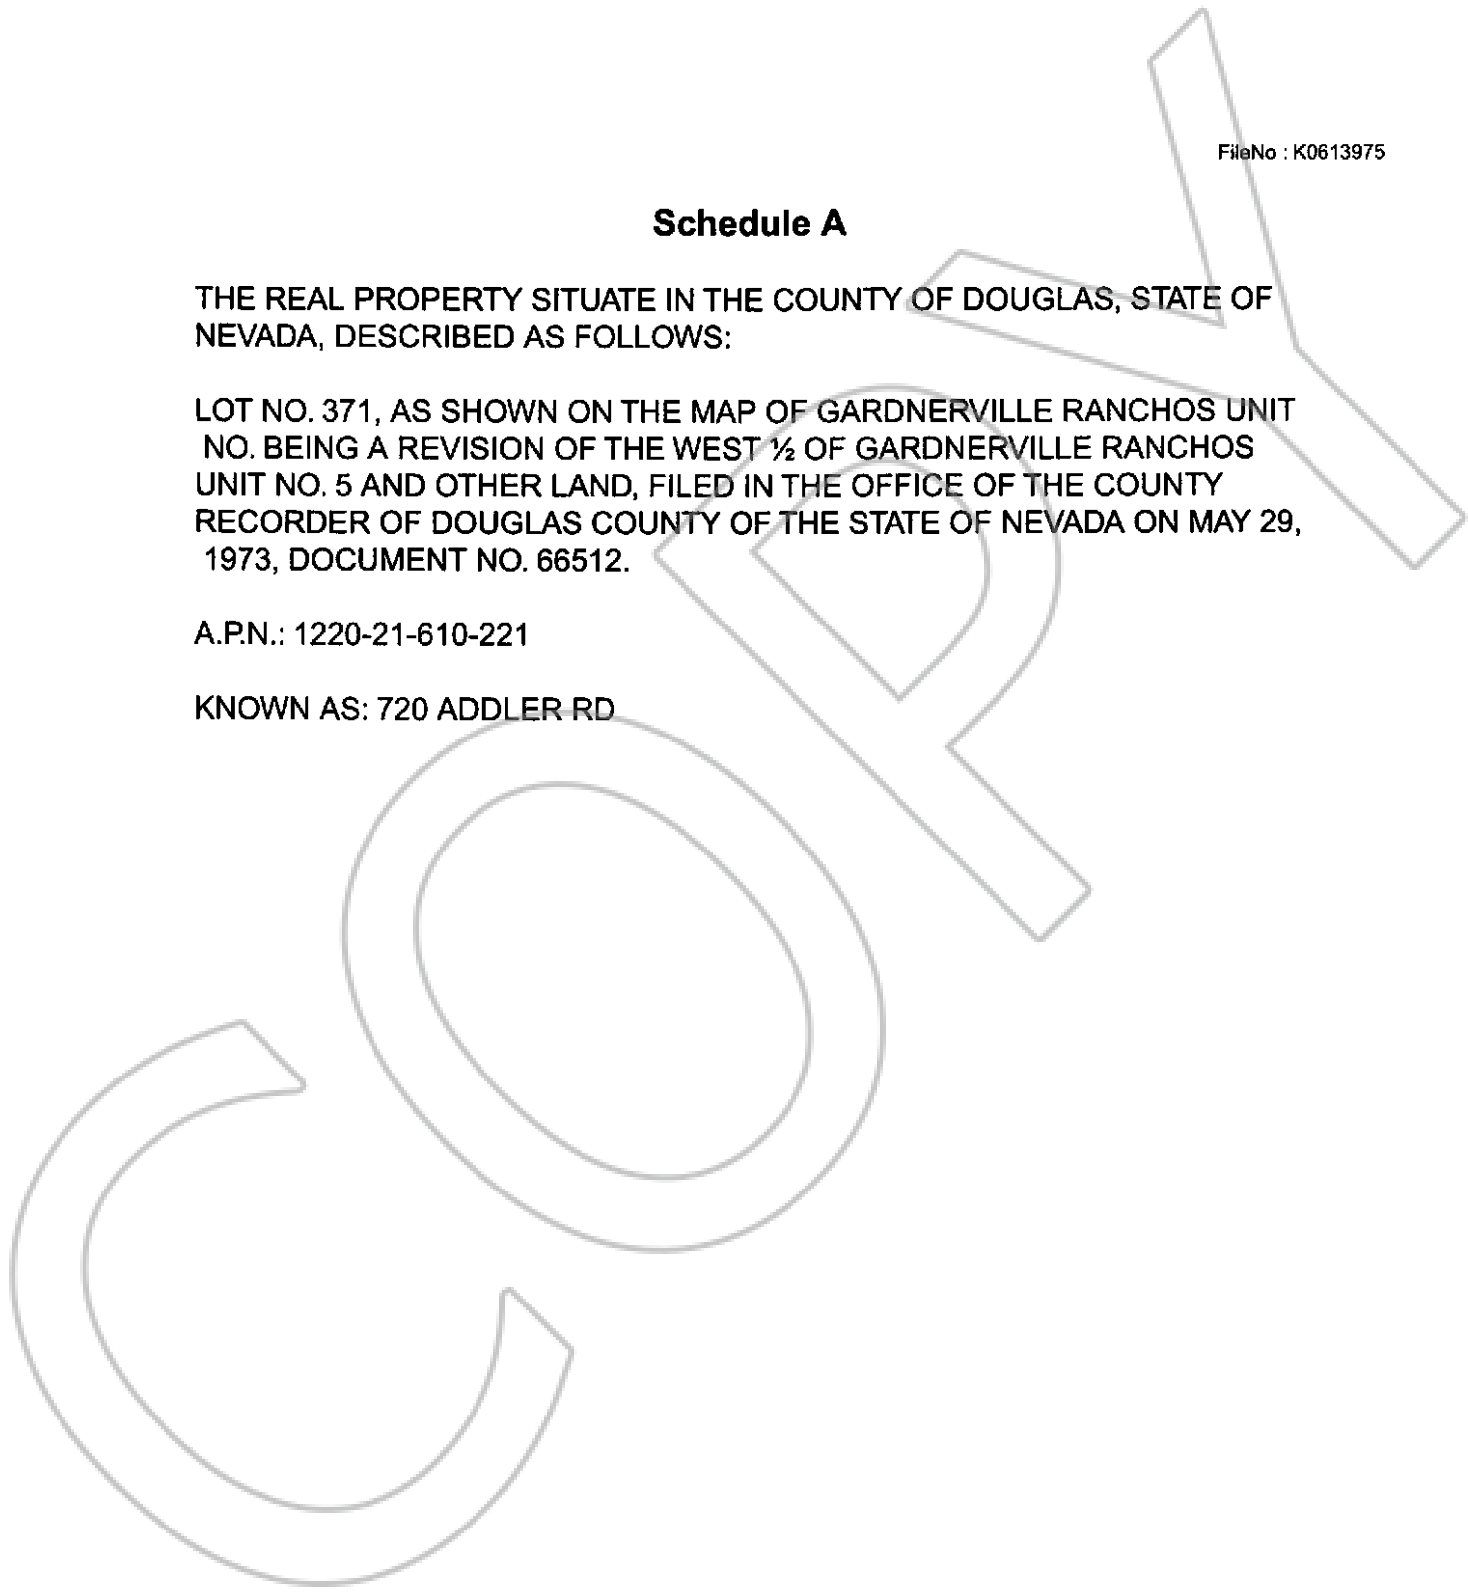 FileNo : K0613975
Schedule A
THE REAL PROPERTY SITUATE IN THE COUNTY OF DOUGLAS, STATE OF
NEVADA, DESCRIBED AS FOLLOWS:
LOT NO. 371, AS SHOWN ON THE MAP OF GARDNERVILLE RANCHOS UNIT
NO. BEING A REVISION OF THE WEST ½ OF GARDNERVILLE RANCHOS
UNIT NO. 5 AND OTHER LAND, FILED IN THE OFFICE OF THE COUNTY
RECORDER OF DOUGLAS COUNTY OF THE STATE OF NEVADA ON MAY 29,
1973, DOCUMENT NO. 66512.
A.P.N.: 1220-21-610-221
KNOWN AS: 720 ADDLER RD
COPY